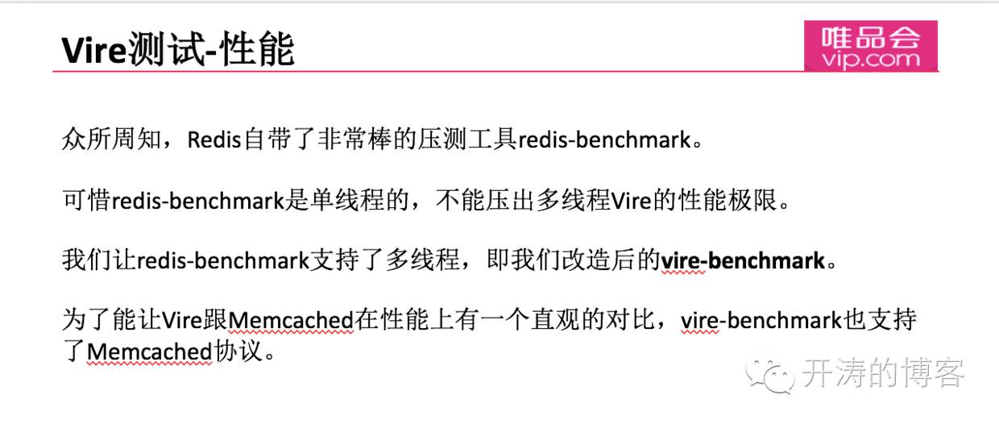 Vire测试-性能
唯品会
vip.com
众所周知，Redis自带了非常棒的压测工具redis-benchmark。
可惜redis-benchmark是单线程的，不能压出多线程Vire的性能极限。
我们让redis-benchmark支持了多线程，即我们改造后的vire-benchmark。
为了能让Vire跟Memcached在性能上有一个直观的对比，vire-benchmark也支持
了Memcached协议。
开涛的博客